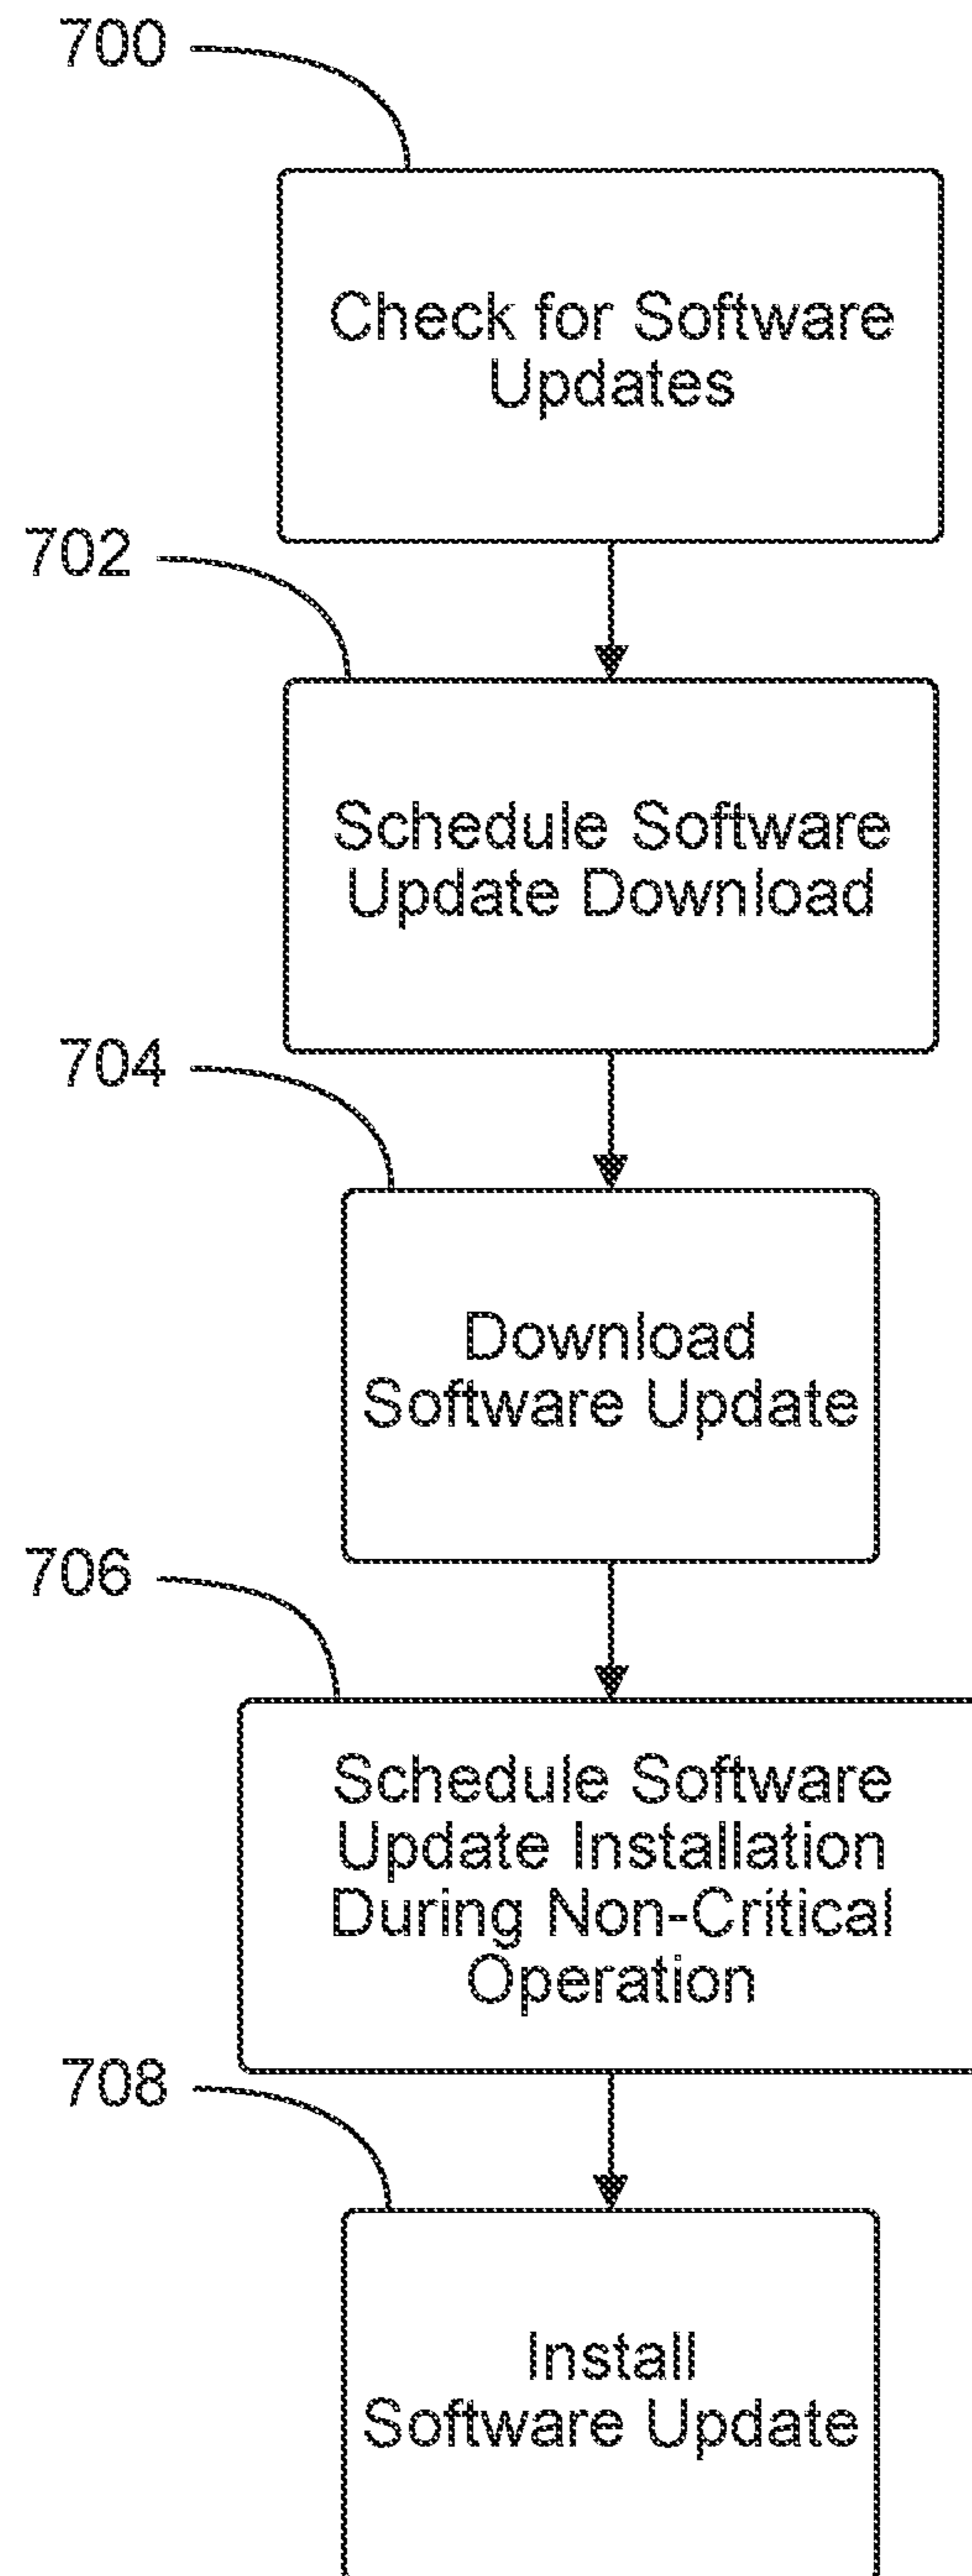 700
Check for Software
Updates
702
Schedule Software
Update Download
704
Download
Software Update
706
Schedule Software
Update Installation
During Non-Critical
Operation
708
Install
Software Update